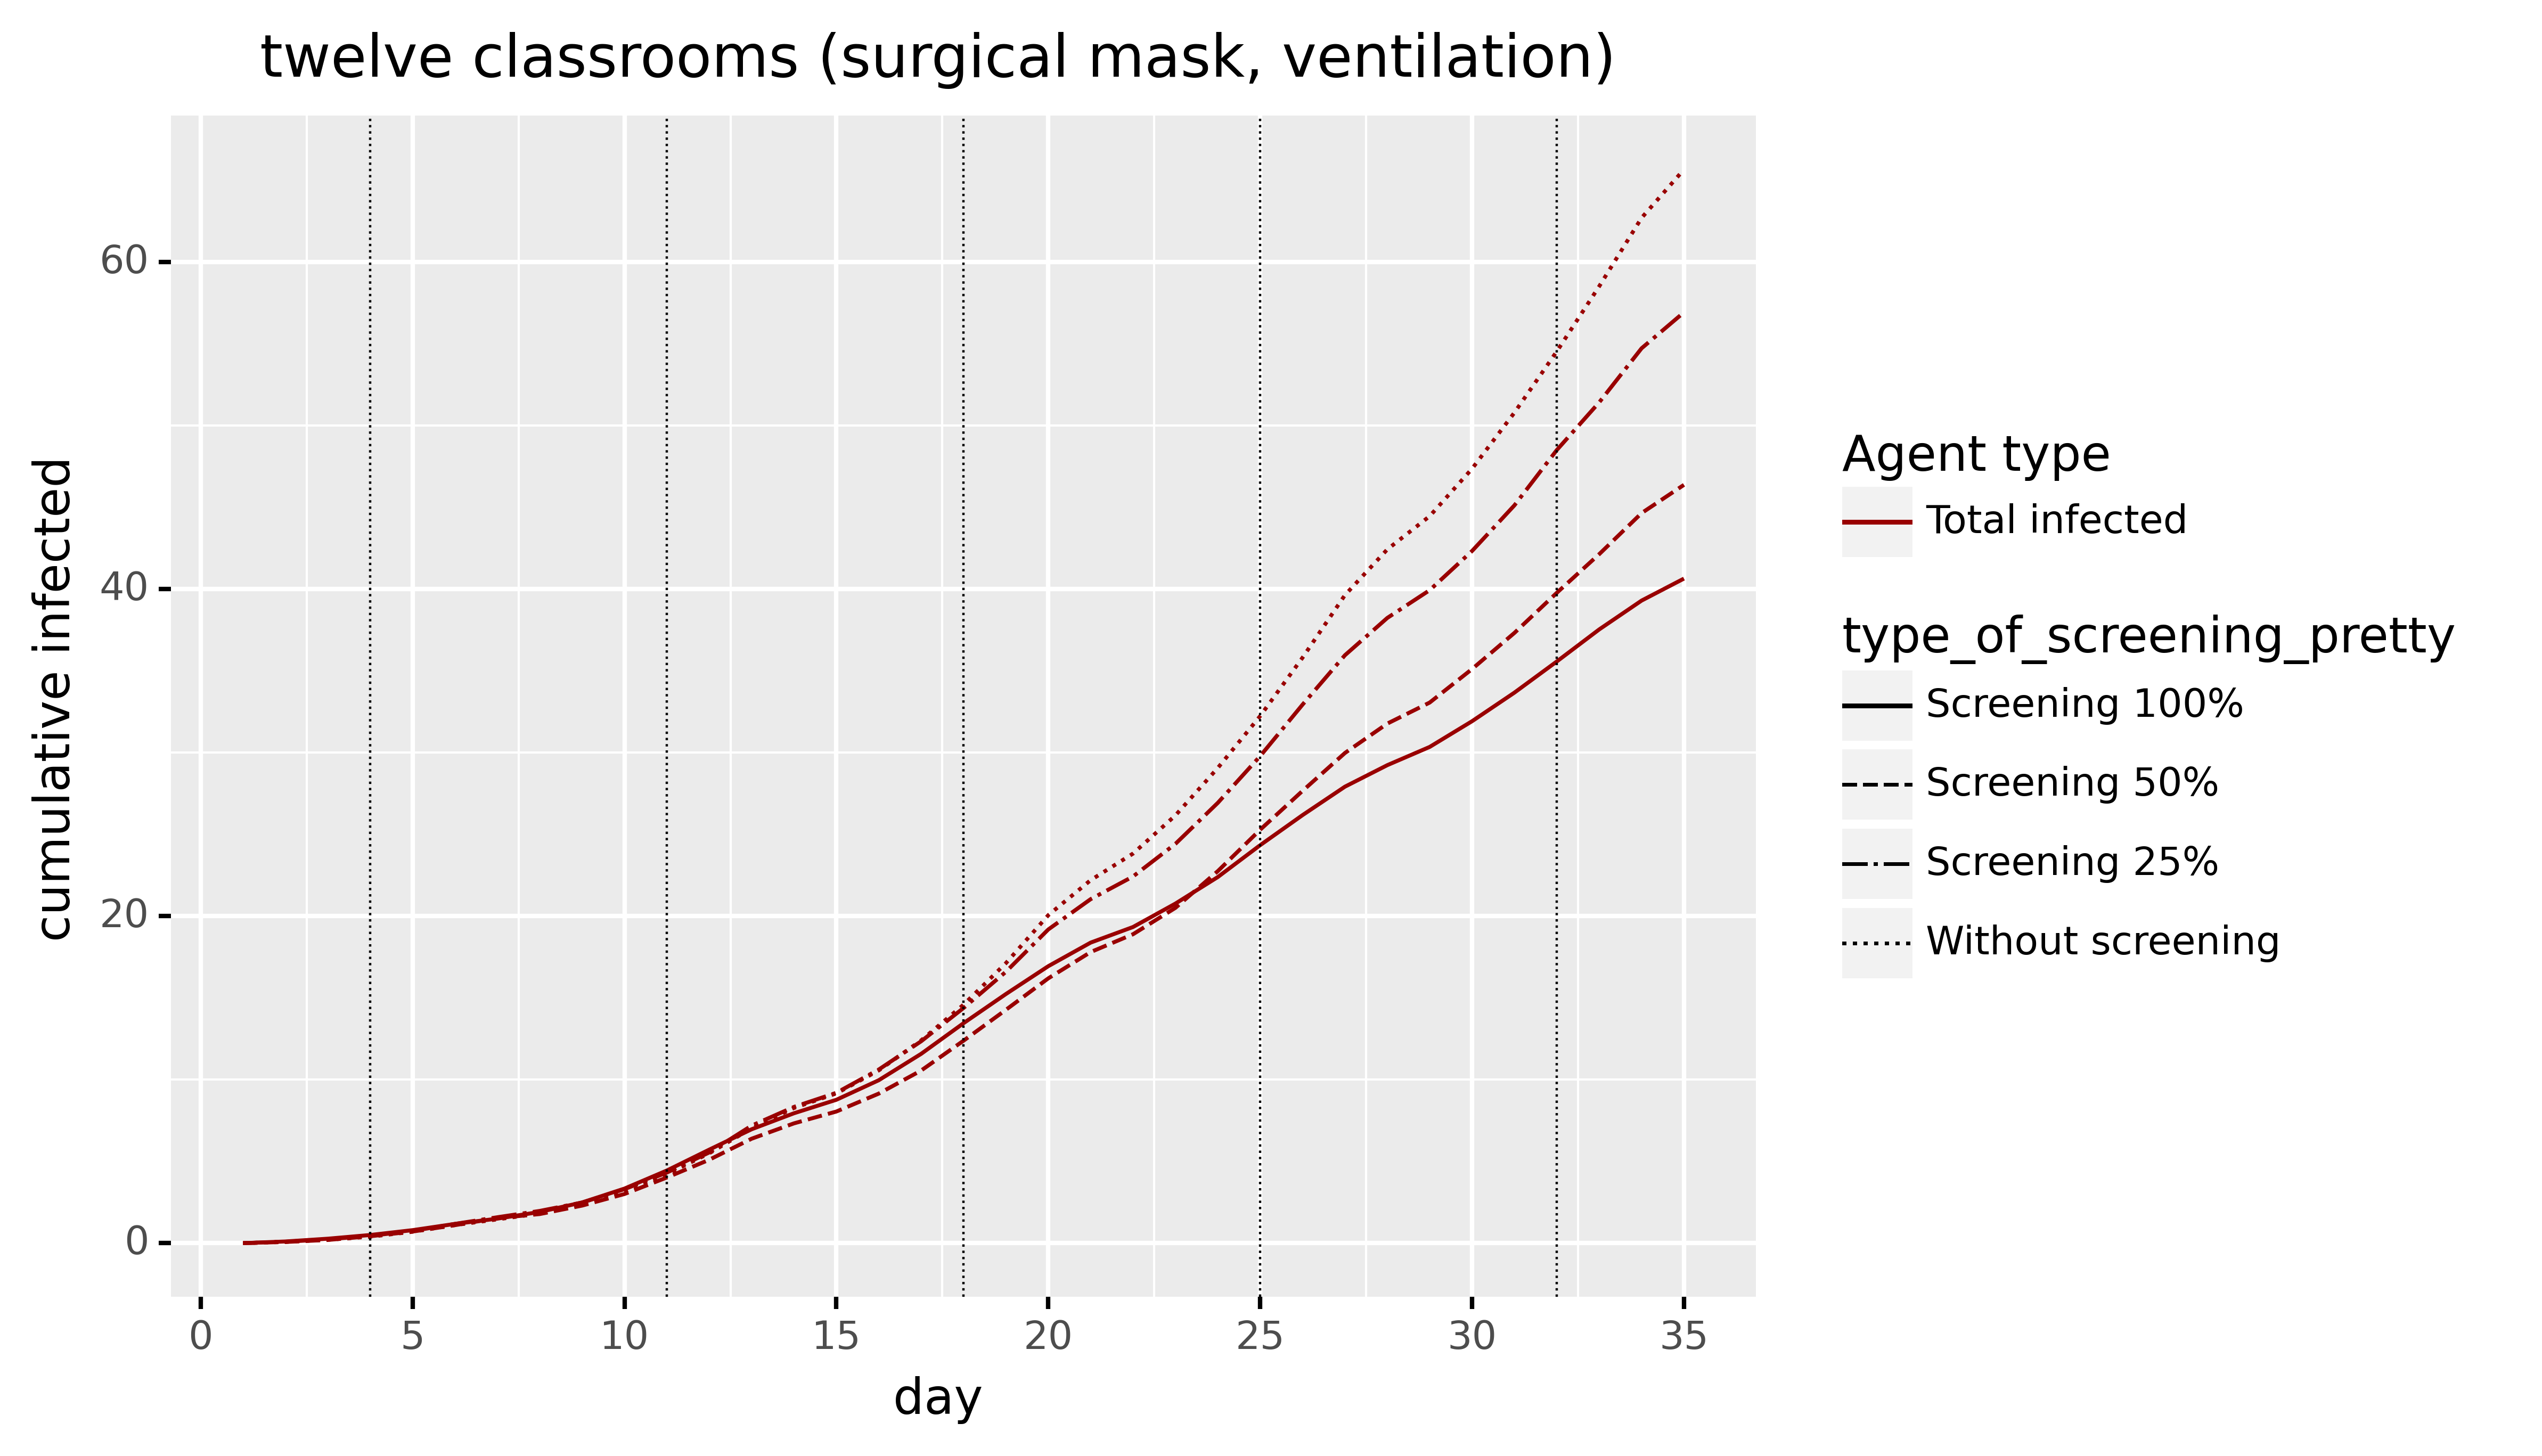 twelve classrooms (surgical mask, ventilation)
cumulative infected
60
40
20
0
0 5 10 15 20 25 30 35
day
Agent type
Total infected
type_of_screening_pretty
Screening 100%
Screening 50%
Screening 25%
Without screening